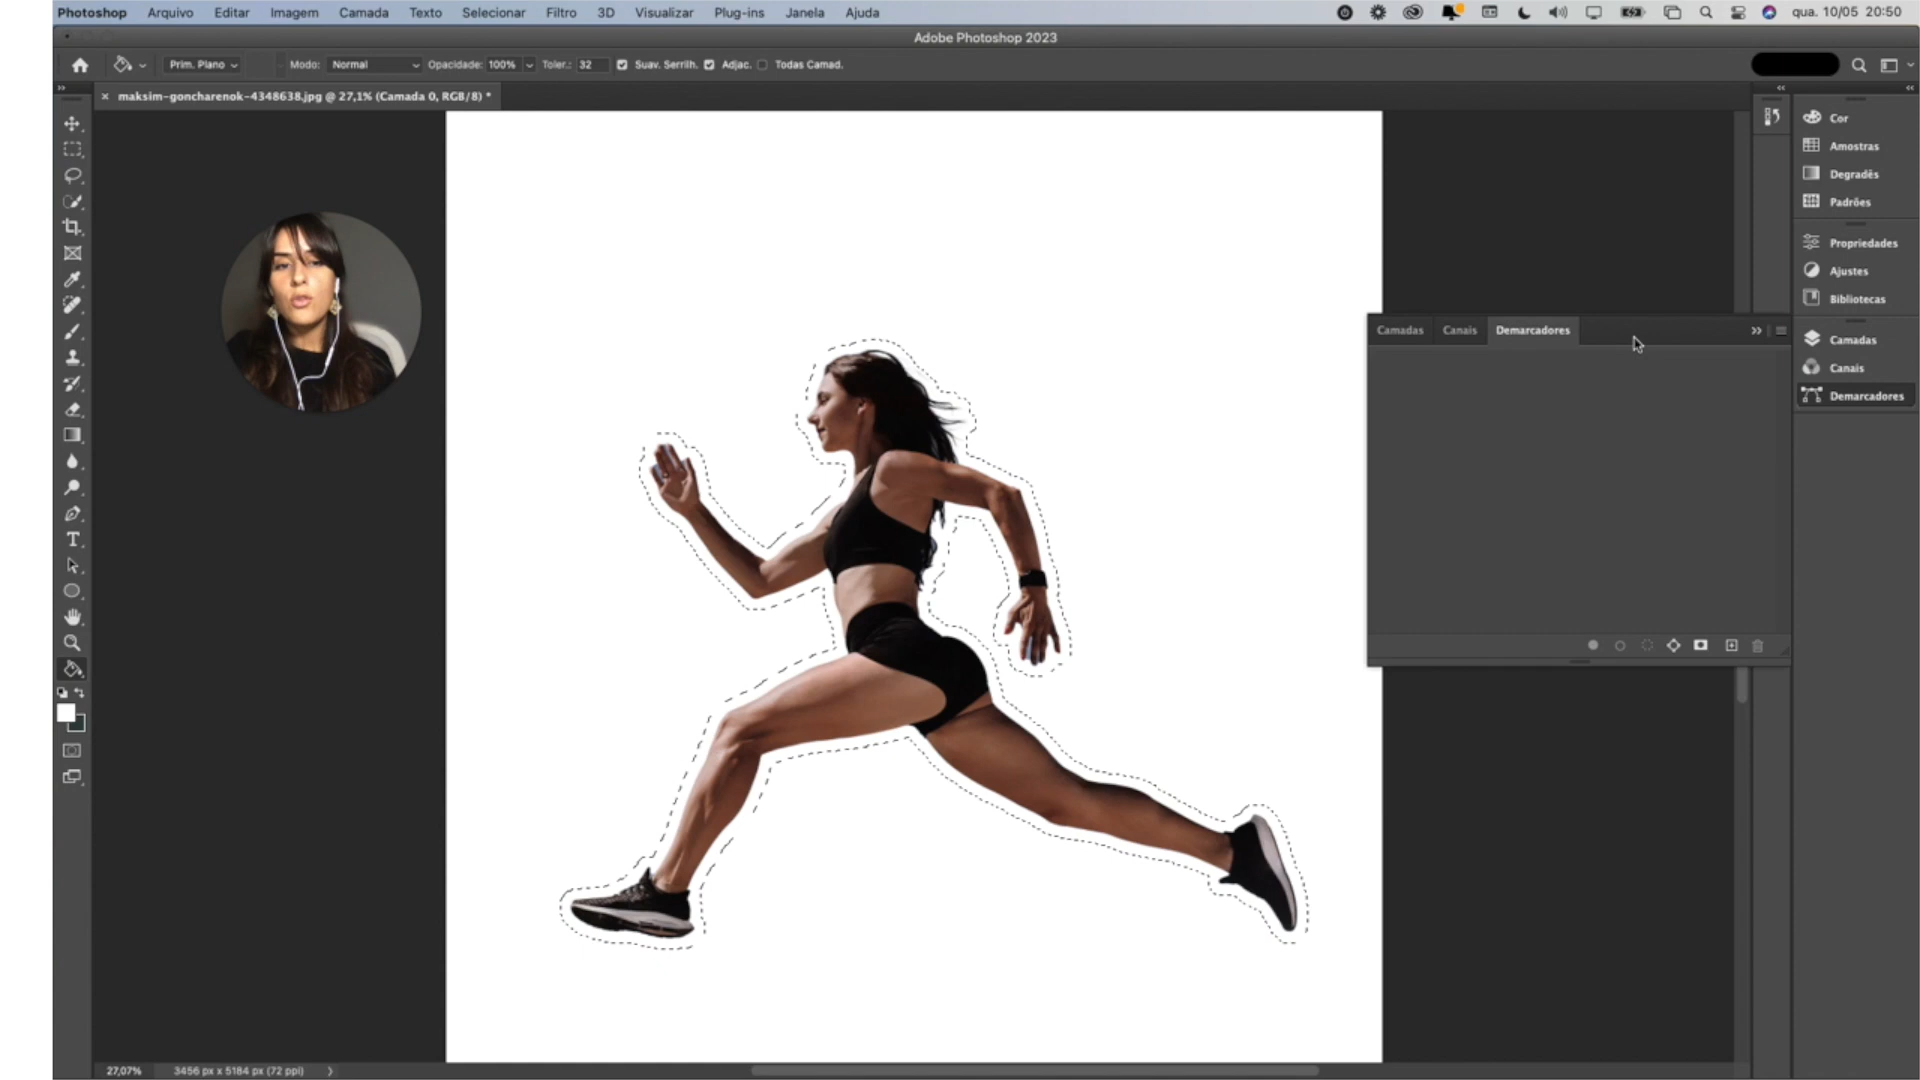 Photoshop Arquivo Editar Imagem Camada Texto Selecionar Filtro 3D Visualizar Plug-ins Janela Ajuda qua. 10/05 20:50
Adobe Photoshop 2023
Prim. Plano Modo: Normal Opacidade: 100% Toler.: 32 Suav. Serrilh. Adjac. Todas Camad.
maksim-goncharenok-4348638.jpg @ 27,1% (Camada 0, RGB/8) *
Cor
Amostras
Degradês
Padrões
Propriedades
Ajustes
Bibliotecas
Camadas Canais Demarcadores
Camadas
Canais
Demarcadores
27,07% 3456 px x 5184 px (72 ppi)